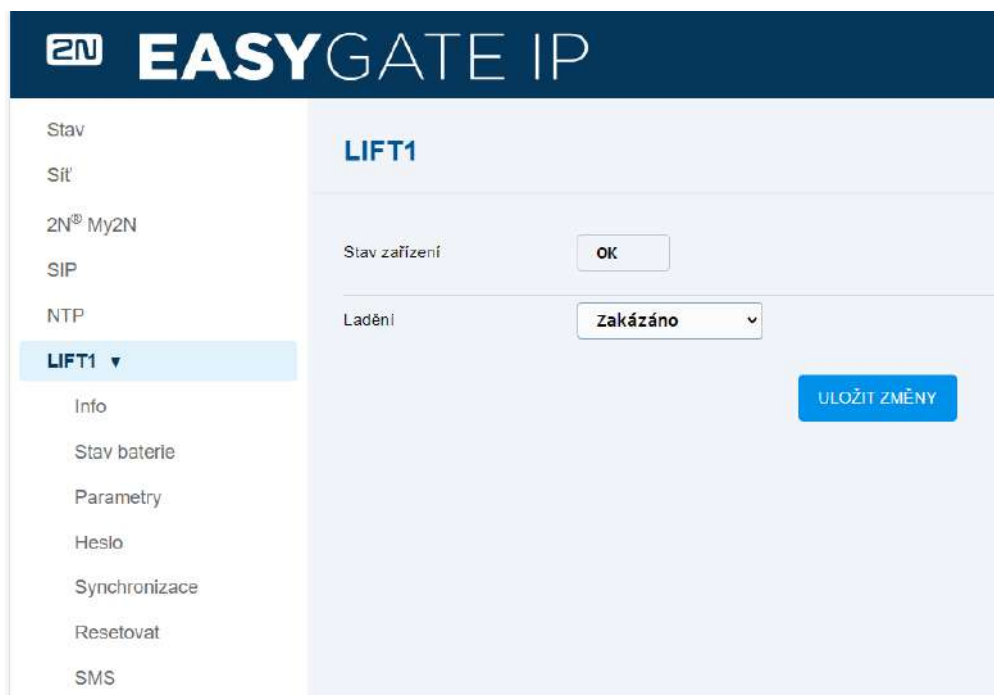 2N EASYGATE IP
Stav
Síť
2N® My2N
SIP
NTP
LIFT1 ▼
Info
Stav baterie
Parametry
Heslo
Synchronizace
Resetovat
SMS
LIFT1
Stav zařízení OK
Ladění Zakázáno
ULOŽIT ZMĚNY